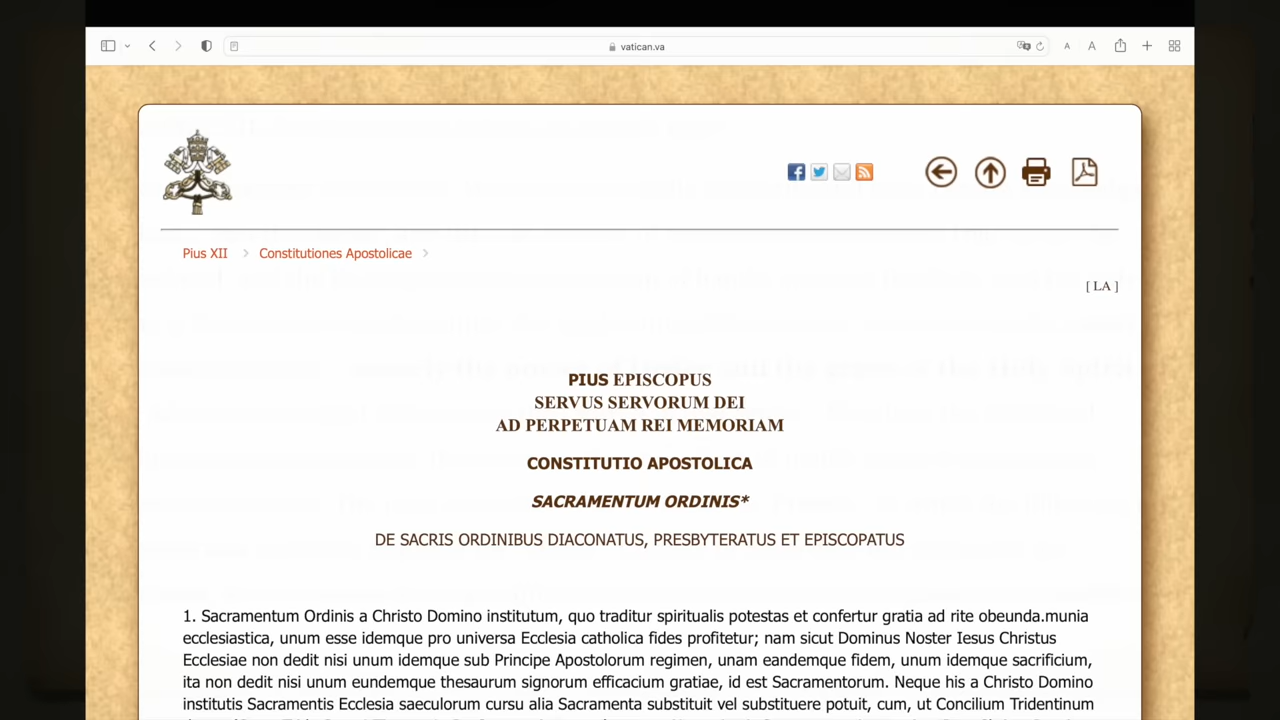 vatican.va
A A
Pius XII Constitutiones Apostolicae
[ LA ]
PIUS EPISCOPUS
SERVUS SERVORUM DEI
AD PERPETUAM REI MEMORIAM
CONSTITUTIO APOSTOLICA
SACRAMENTUM ORDINIS*
DE SACRIS ORDINIBUS DIACONATUS, PRESBYTERATUS ET EPISCOPATUS
1. Sacramentum Ordinis a Christo Domino institutum, quo traditur spiritualis potestas et confertur gratia ad rite obeunda.munia
ecclesiastica, unum esse idemque pro universa Ecclesia catholica fides profitetur; nam sicut Dominus Noster Iesus Christus
Ecclesiae non dedit nisi unum idemque sub Principe Apostolorum regimen, unam eandemque fidem, unum idemque sacrificium,
ita non dedit nisi unum eundemque thesaurum signorum efficacium gratiae, id est Sacramentorum. Neque his a Christo Domino
institutis Sacramentis Ecclesia saeculorum cursu alia Sacramenta substituit vel substituere potuit, cum, ut Concilium Tridentinum